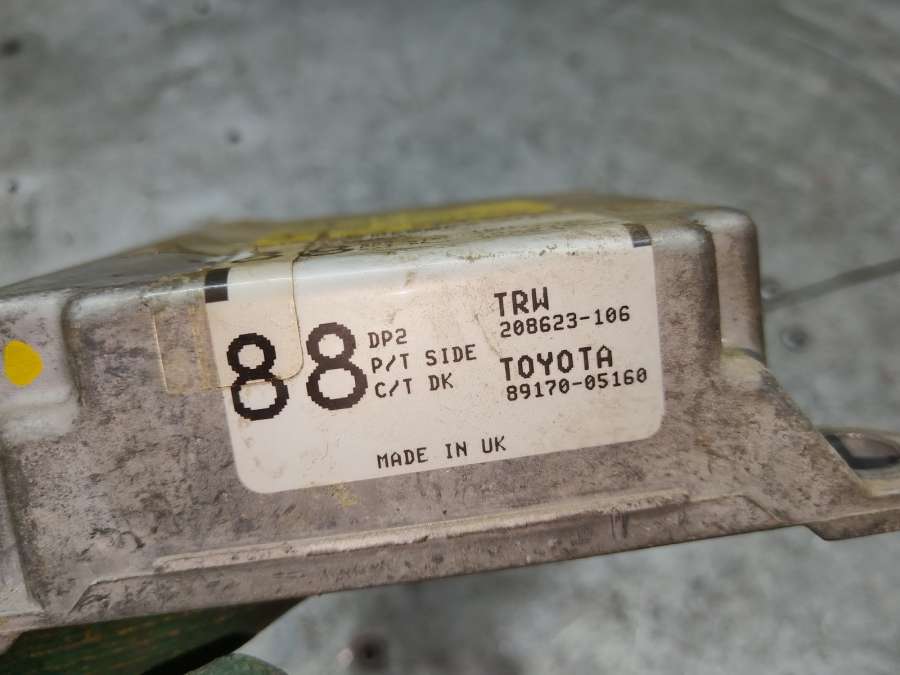 88
DP2
P/T SIDE
C/T DK
TRW
208623-106
TOYOTA
89170-05160
MADE IN UK